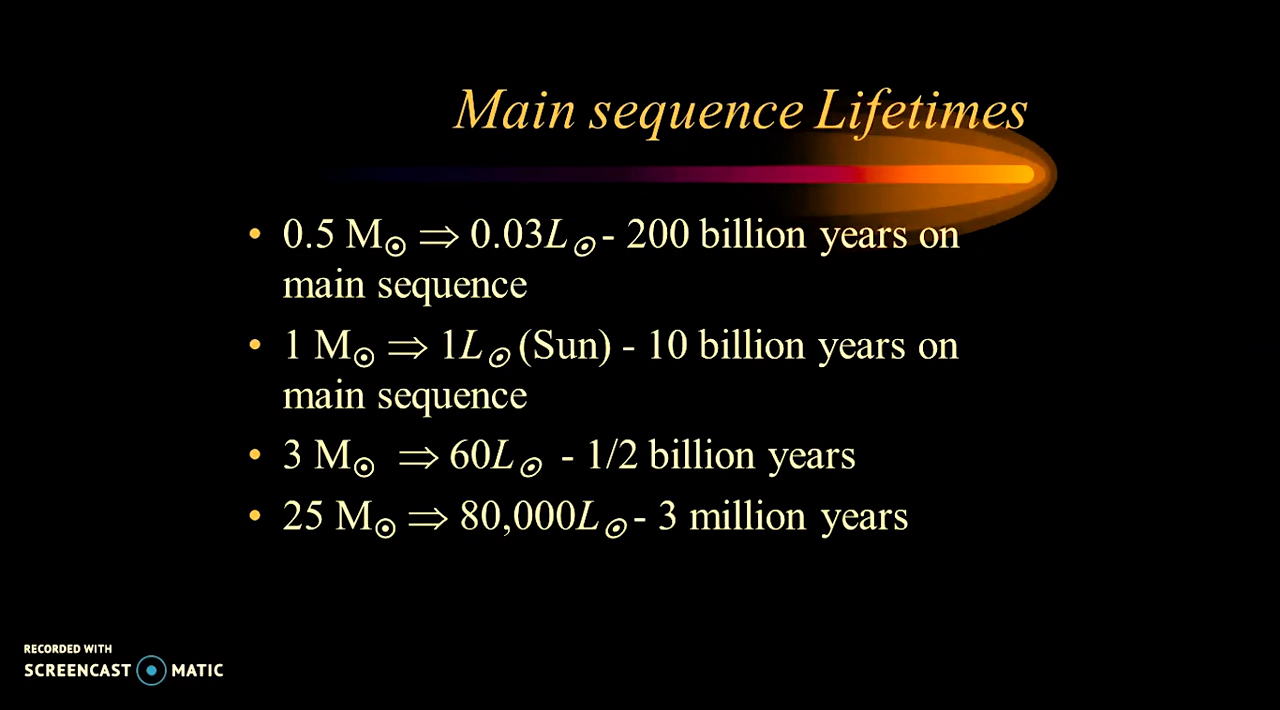 Main sequence Lifetimes
• 0.5 M☉ ⇒ 0.03L☉ - 200 billion years on
main sequence
• 1 M☉ ⇒ 1L☉ (Sun) - 10 billion years on
main sequence
• 3 M☉ ⇒ 60L☉ - 1/2 billion years
• 25 M☉ ⇒ 80,000L☉ - 3 million years
RECORDED WITH
SCREENCAST MATIC